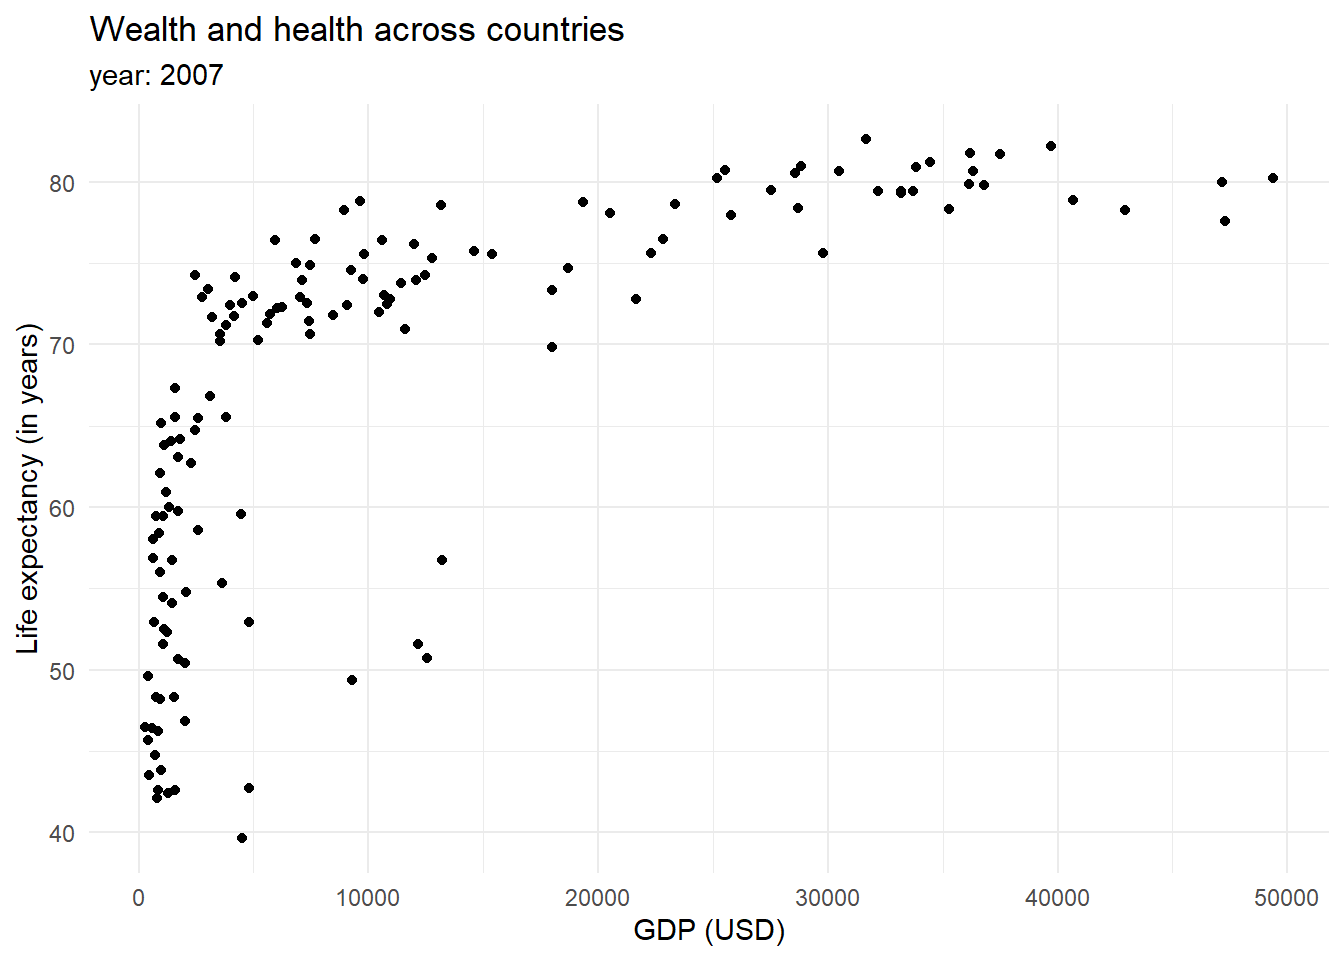 Wealth and health across countries
year: 2007
Life expectancy (in years)
80
70
60
50
40
0 10000 20000 30000 40000 50000
GDP (USD)